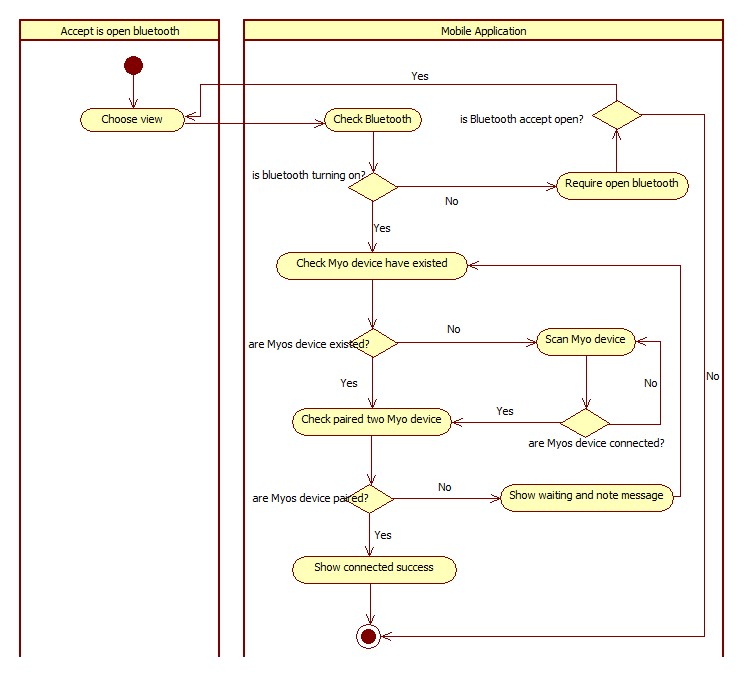 Accept is open bluetooth
Mobile Application
Yes
Choose view
Check Bluetooth
is Bluetooth accept open?
is bluetooth turning on?
No
Require open bluetooth
Yes
Check Myo device have existed
are Myos device existed?
No
Scan Myo device
No
No
Yes
Check paired two Myo device
Yes
are Myos device connected?
are Myos device paired?
No
Show waiting and note message
Yes
Show connected success